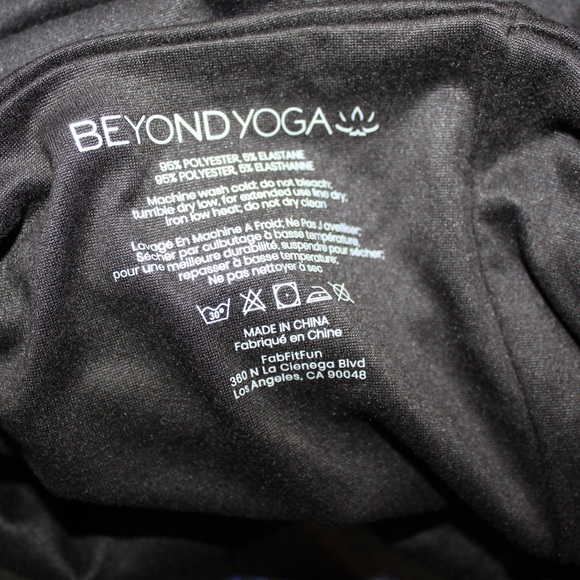 BEYOND YOGA
95% POLYESTER, 5% ELASTANE
95% POLYESTER, 5% ELASTHANNE
Machine wash cold; do not bleach;
tumble dry low, for extended use line dry;
iron low heat; do not dry clean
Lavage En Machine A Froid; Ne Pas Javelliser;
Sécher par culbutage à basse température;
pour une meilleure durabilité, suspendre pour sécher;
repasser à basse température;
Ne pas nettoyer à sec
30°
MADE IN CHINA
Fabriqué en Chine
FabFitFun
360 N La Cienega Blvd
Los Angeles, CA 90048